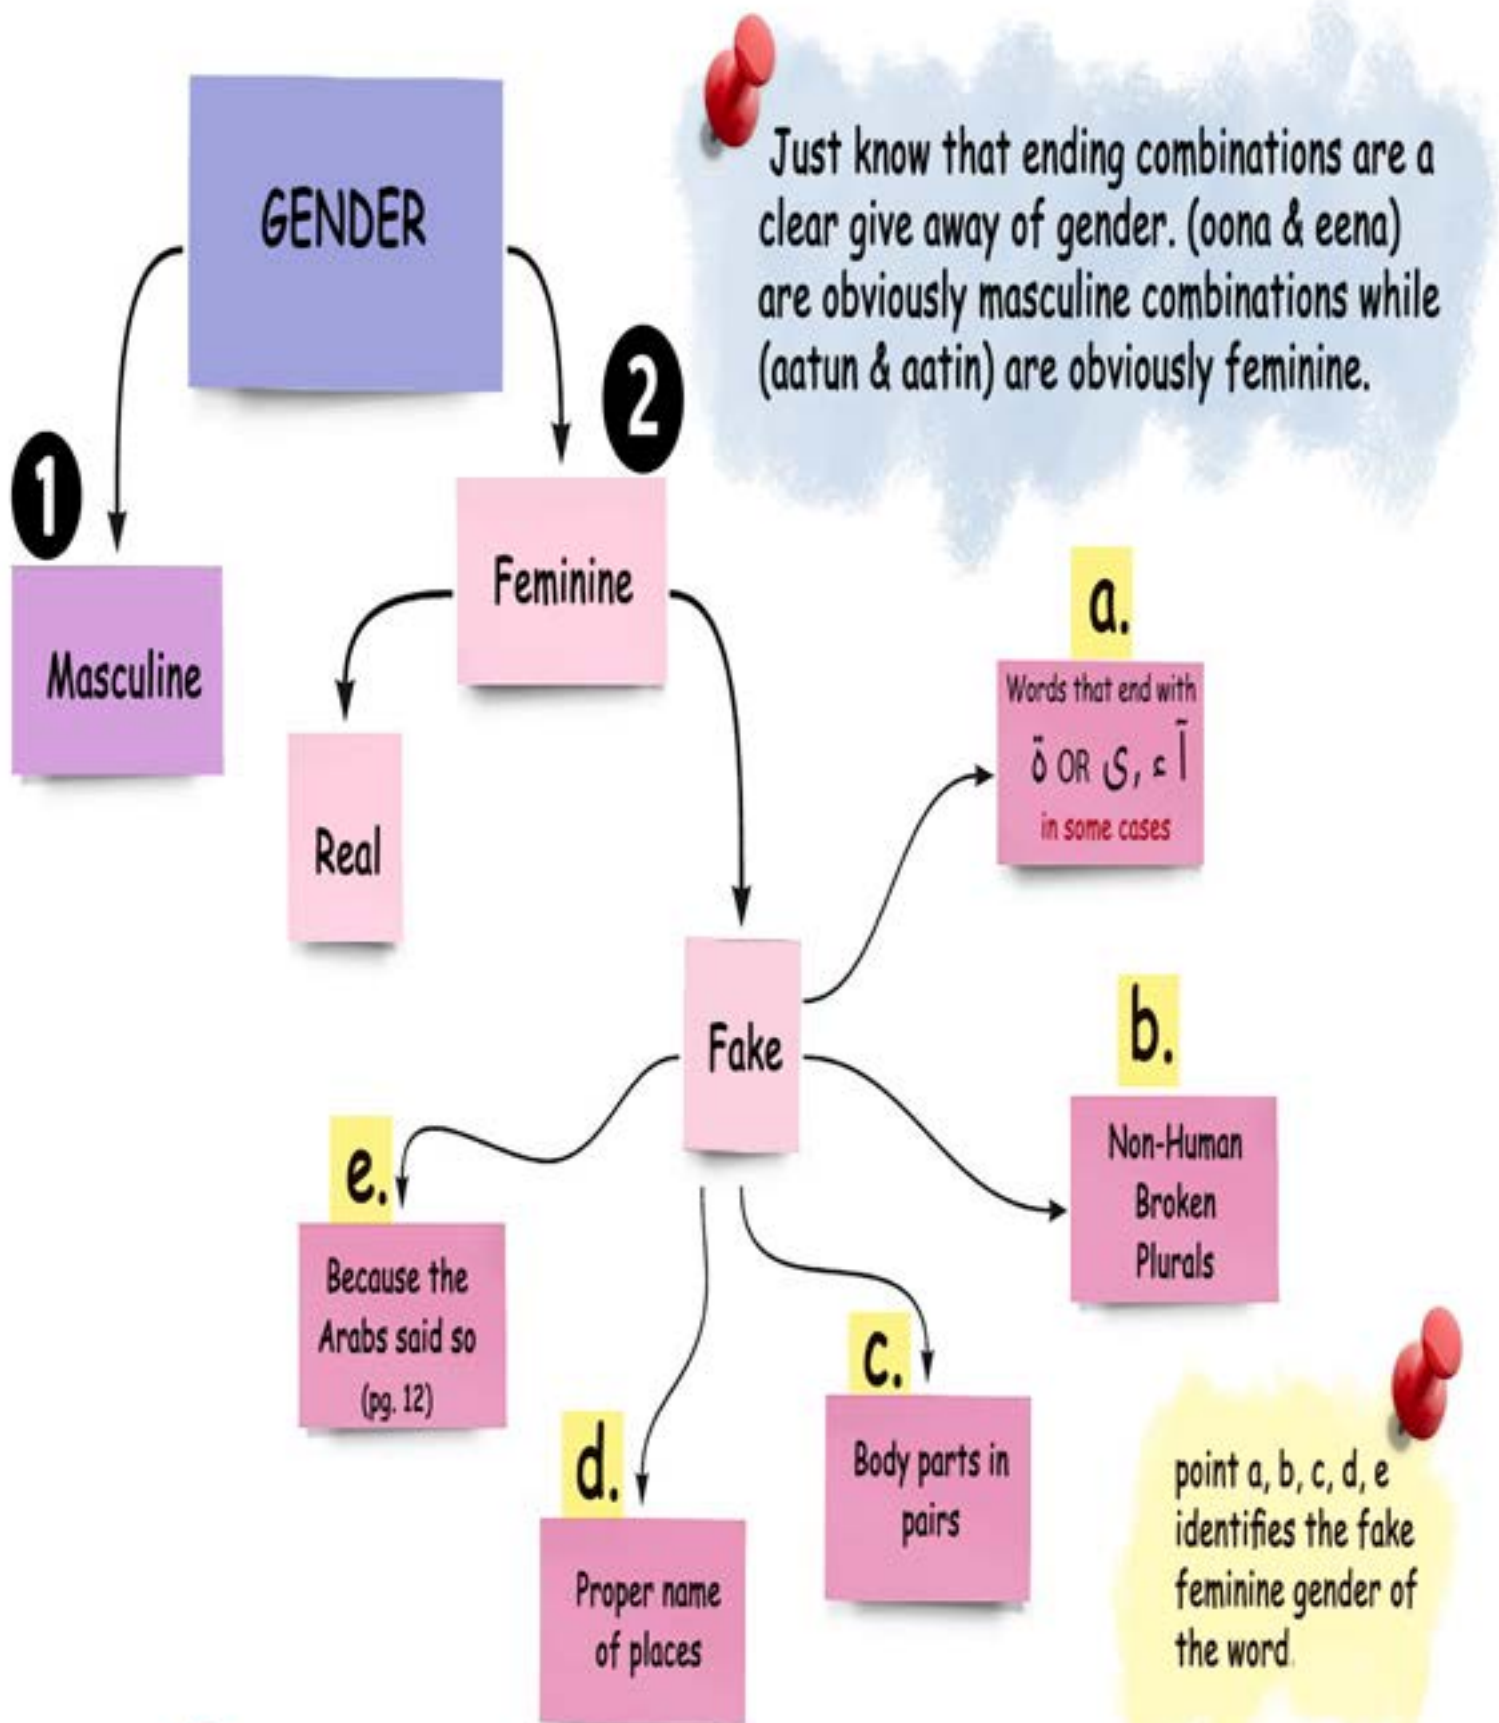 GENDER
Just know that ending combinations are a
clear give away of gender. (oona & eena)
are obviously masculine combinations while
(aatun & aatin) are obviously feminine.
1
Masculine
2
Feminine
Real
Fake
a.
Words that end with
ة OR ى, آء
in some cases
b.
Non-Human
Broken
Plurals
c.
Body parts in
pairs
d.
Proper name
of places
e.
Because the
Arabs said so
(pg. 12)
point a, b, c, d, e
identifies the fake
feminine gender of
the word.